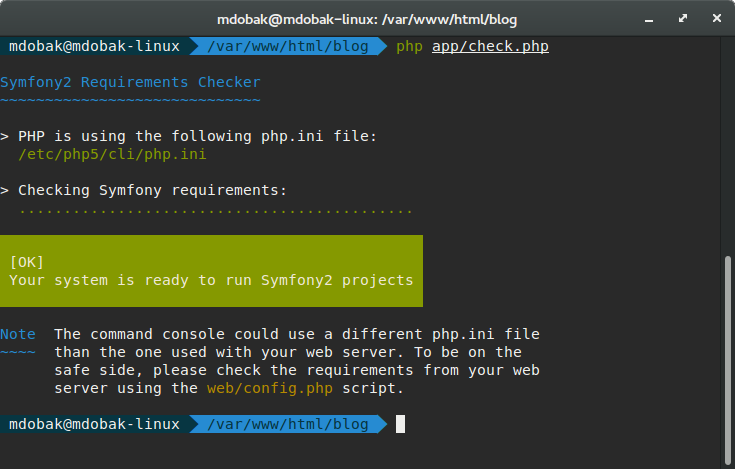 mdobak@mdobak-linux: /var/www/html/blog
mdobak@mdobak-linux /var/www/html/blog php app/check.php
Symfony2 Requirements Checker
~~~~~~~~~~~~~~~~~~~~~~~~~~~~~
> PHP is using the following php.ini file:
/etc/php5/cli/php.ini
> Checking Symfony requirements:
............................................
[OK]
Your system is ready to run Symfony2 projects
Note The command console could use a different php.ini file
~~~~ than the one used with your web server. To be on the
safe side, please check the requirements from your web
server using the web/config.php script.
mdobak@mdobak-linux /var/www/html/blog